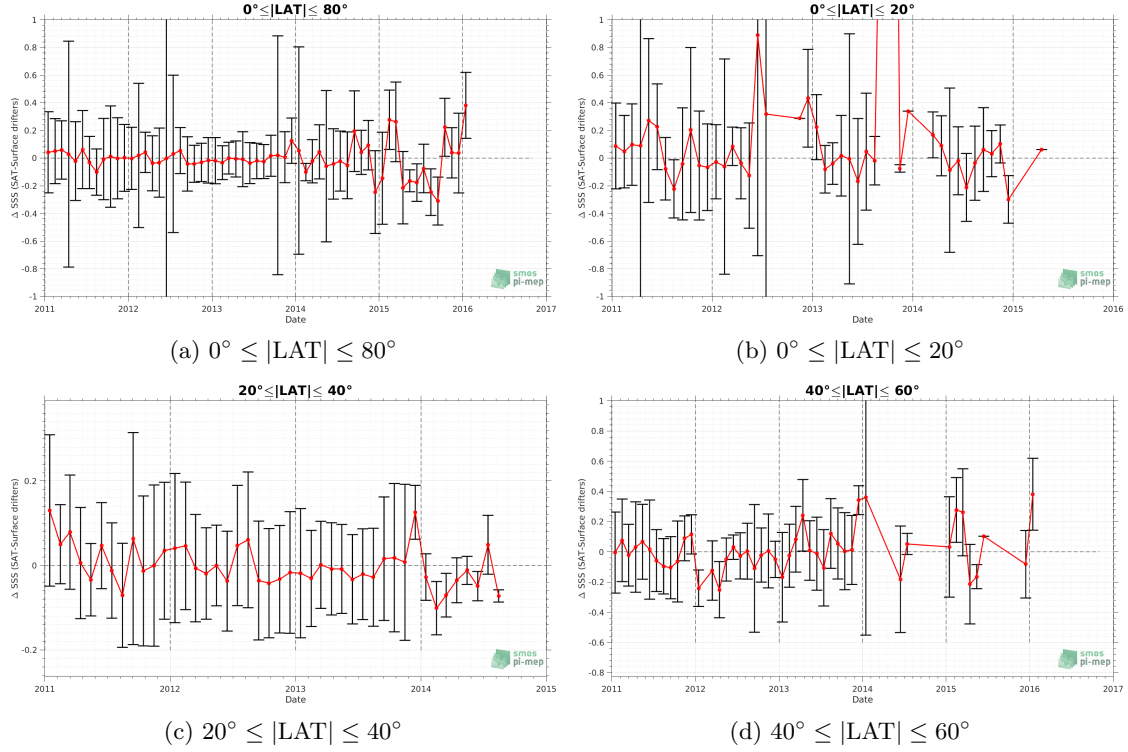 0°≤|LAT|≤ 80°
Δ SSS (SAT-Surface drifters)
1
0.8
0.6
0.4
0.2
0
-0.2
-0.4
-0.6
-0.8
-1
2011
2012
2013
2014
2015
2016
2017
Date
smos
pi-mep
(a) 0° ≤ |LAT| ≤ 80°
0°≤|LAT|≤ 20°
Δ SSS (SAT-Surface drifters)
1
0.8
0.6
0.4
0.2
0
-0.2
-0.4
-0.6
-0.8
-1
2011
2012
2013
2014
2015
2016
Date
smos
pi-mep
(b) 0° ≤ |LAT| ≤ 20°
20°≤|LAT|≤ 40°
Δ SSS (SAT-Surface drifters)
0.2
0
-0.2
2011
2012
2013
2014
2015
Date
smos
pi-mep
(c) 20° ≤ |LAT| ≤ 40°
40°≤|LAT|≤ 60°
Δ SSS (SAT-Surface drifters)
1
0.8
0.6
0.4
0.2
0
-0.2
-0.4
-0.6
-0.8
2011
2012
2013
2014
2015
2016
2017
Date
smos
pi-mep
(d) 40° ≤ |LAT| ≤ 60°